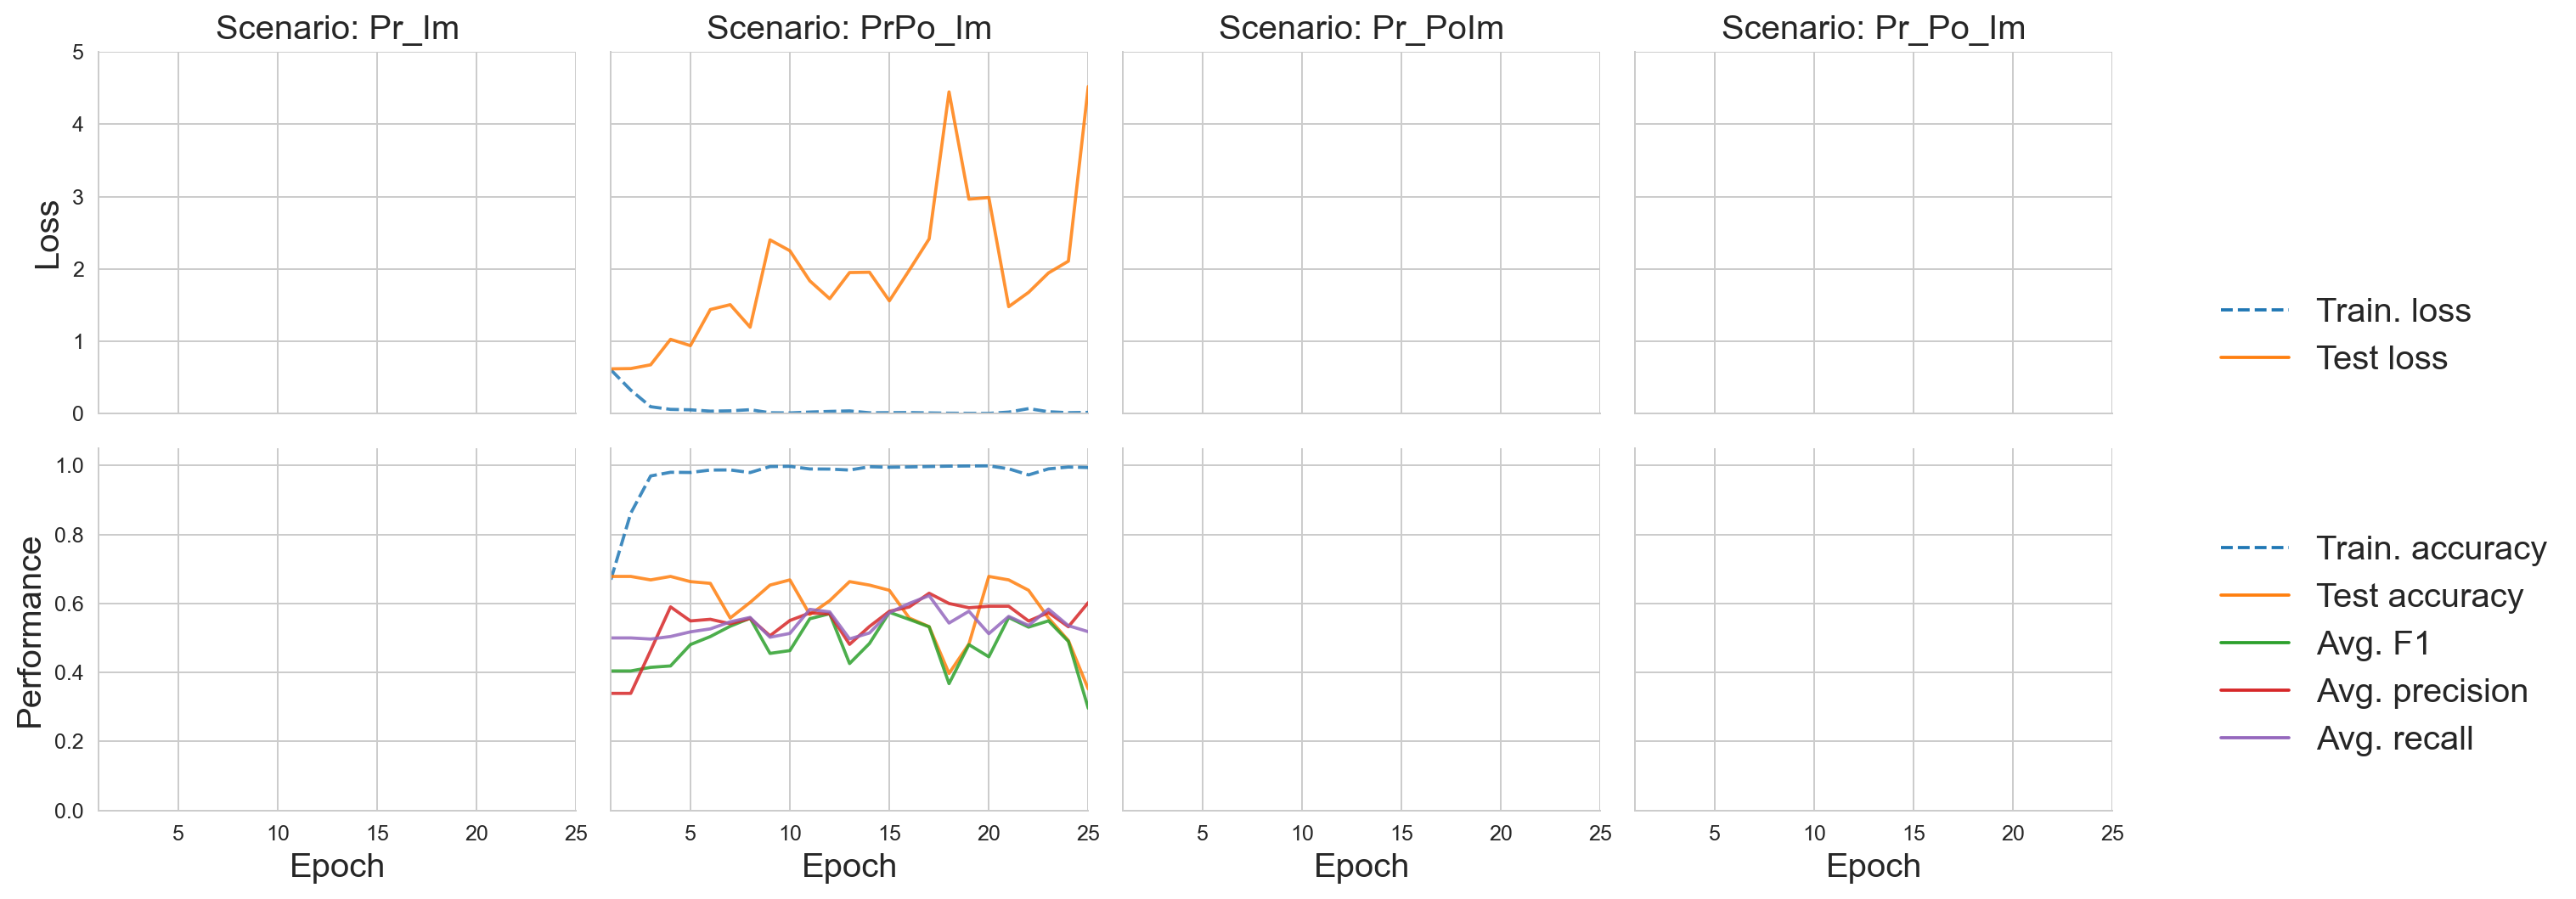 Scenario: Pr_Im
Scenario: PrPo_Im
Scenario: Pr_PoIm
Scenario: Pr_Po_Im
5
4
3
2
1
0
Loss
Train. loss
Test loss
1.0
0.8
0.6
0.4
0.2
0.0
Performance
Train. accuracy
Test accuracy
Avg. F1
Avg. precision
Avg. recall
5 10 15 20 25
5 10 15 20 25
5 10 15 20 25
5 10 15 20 25
Epoch
Epoch
Epoch
Epoch